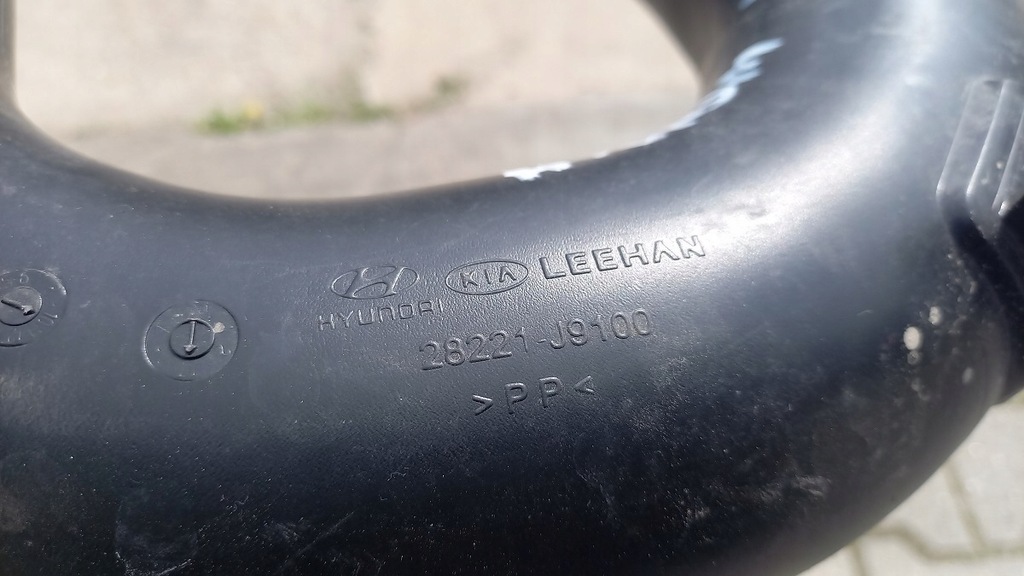 HYUNDAI KIA LEEHAN
28221-J9100
>PP<